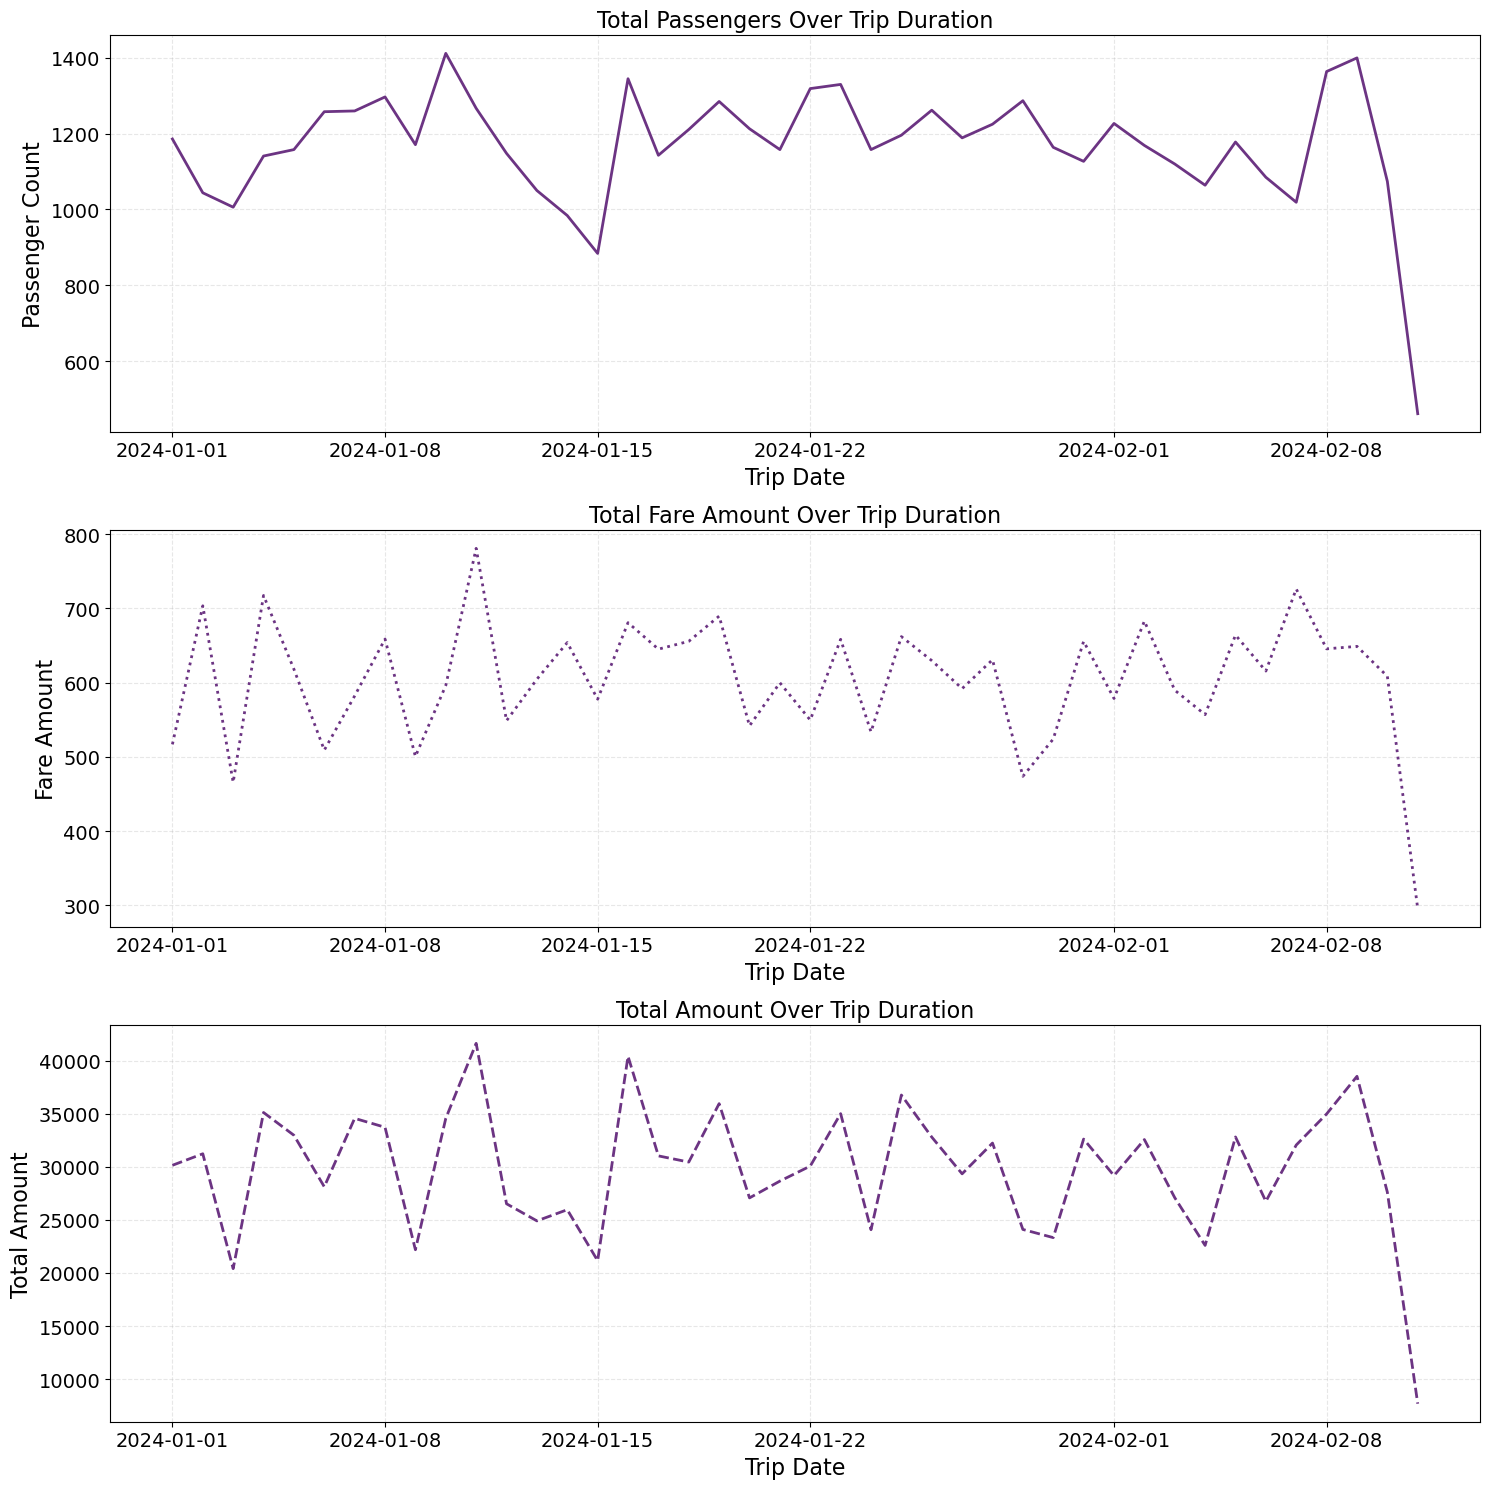 Total Passengers Over Trip Duration
1400
1200
1000
800
600
Passenger Count
2024-01-01 2024-01-08 2024-01-15 2024-01-22 2024-02-01 2024-02-08
Trip Date
Total Fare Amount Over Trip Duration
800
700
600
500
400
300
Fare Amount
2024-01-01 2024-01-08 2024-01-15 2024-01-22 2024-02-01 2024-02-08
Trip Date
Total Amount Over Trip Duration
40000
35000
30000
25000
20000
15000
10000
Total Amount
2024-01-01 2024-01-08 2024-01-15 2024-01-22 2024-02-01 2024-02-08
Trip Date